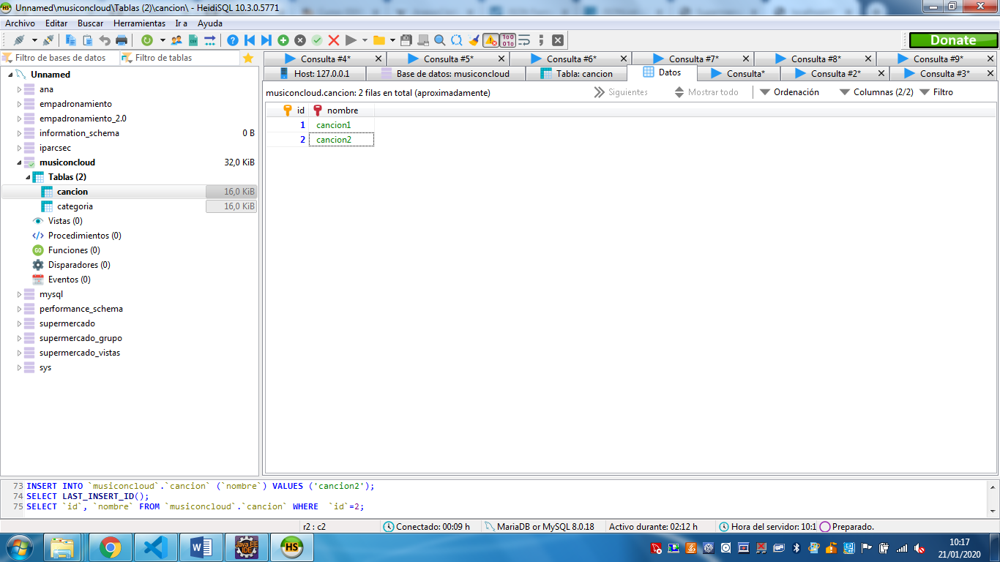 Unnamed\musiconcloud\Tablas (2)\cancion\ - HeidiSQL 10.3.0.5771
Archivo Editar Buscar Herramientas Ir a Ayuda
Donate
Filtro de bases de datos Filtro de tablas
Unnamed
ana
empadronamiento
empadronamiento_2.0
information_schema 0 B
iparcsec
musiconcloud 32,0 KiB
Tablas (2)
cancion 16,0 KiB
categoria 16,0 KiB
Vistas (0)
Procedimientos (0)
Funciones (0)
Disparadores (0)
Eventos (0)
mysql
performance_schema
supermercado
supermercado_grupo
supermercado_vistas
sys
Consulta #4* Consulta #5* Consulta #6* Consulta #7* Consulta #8* Consulta #9*
Host: 127.0.0.1 Base de datos: musiconcloud Tabla: cancion Datos Consulta* Consulta #2* Consulta #3*
musiconcloud.cancion: 2 filas en total (aproximadamente) Siguientes Mostrar todo Ordenación Columnas (2/2) Filtro
id nombre
1 cancion1
2 cancion2
73 INSERT INTO `musiconcloud`.`cancion` (`nombre`) VALUES ('cancion2');
74 SELECT LAST_INSERT_ID();
75 SELECT `id`, `nombre` FROM `musiconcloud`.`cancion` WHERE  `id`=2;
r2 : c2 Conectado: 00:09 h MariaDB or MySQL 8.0.18 Activo durante: 02:12 h Hora del servidor: 10:1 Preparado.
Java EE IDE HS
10:17
21/01/2020